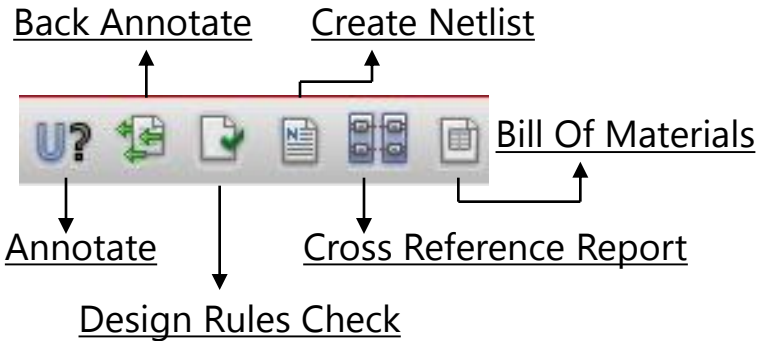 Back Annotate
Create Netlist
U?
N
Bill Of Materials
Annotate
Cross Reference Report
Design Rules Check